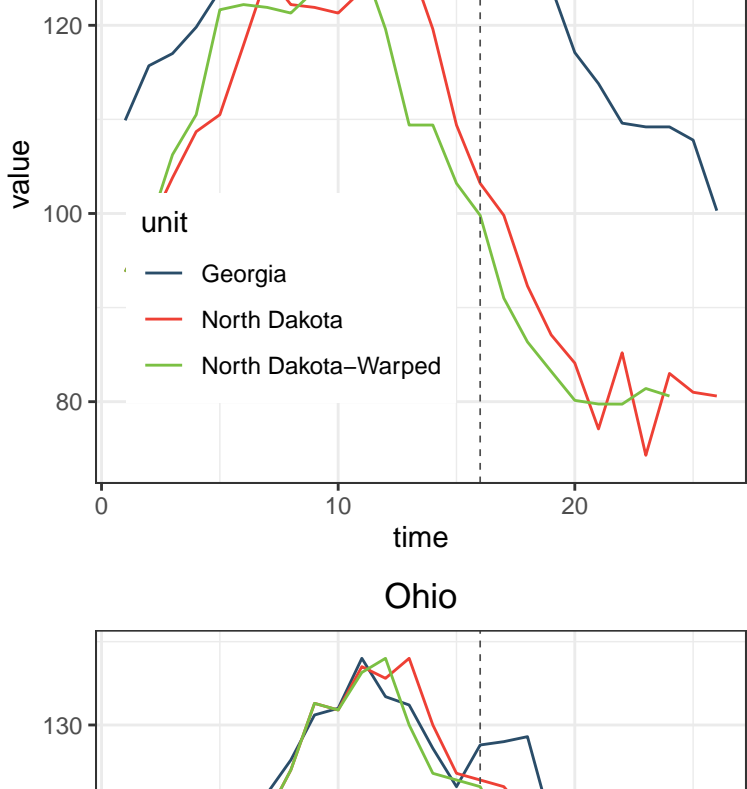 120
100
80
value
unit
Georgia
North Dakota
North Dakota−Warped
0 10 20
time
Ohio
130